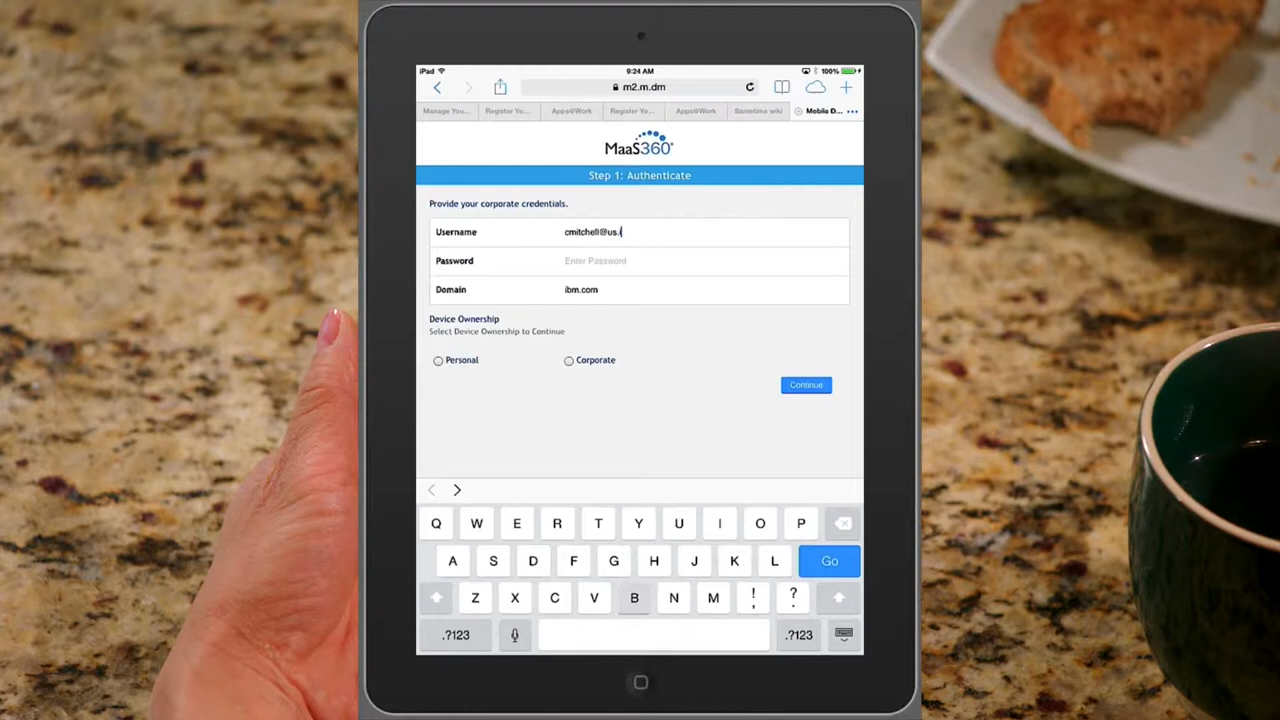 iPad 9:24 AM 100%
m2.m.dm
Manage You... Register Yo... Apps@Work Register Yo... Apps@Work Sametime wiki Mobile D... •••
MaaS360
Step 1: Authenticate
Provide your corporate credentials.
Username cmitchell@us.i
Password Enter Password
Domain ibm.com
Device Ownership
Select Device Ownership to Continue
Personal Corporate
Continue
Q W E R T Y U I O P
A S D F G H J K L Go
Z X C V B N M ! , ? .
.?123 .?123